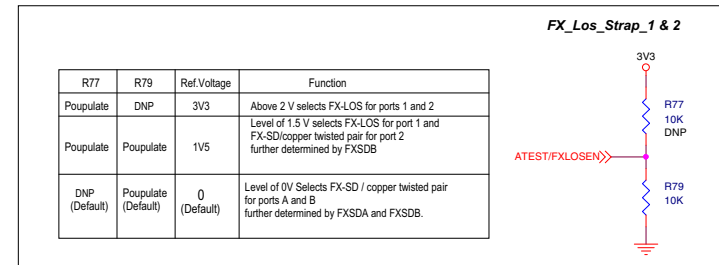 FX_Los_Strap_1 & 2
R77 R79 Ref.Voltage Function
Poupulate DNP 3V3 Above 2 V selects FX-LOS for ports 1 and 2
Poupulate Poupulate 1V5 Level of 1.5 V selects FX-LOS for port 1 and
FX-SD/copper twisted pair for port 2
further determined by FXSDB
DNP
(Default)
Poupulate
(Default)
0
(Default)
Level of 0V Selects FX-SD / copper twisted pair
for ports A and B
further determined by FXSDA and FXSDB.
3V3
R77
10K
DNP
ATEST/FXLOSEN
R79
10K